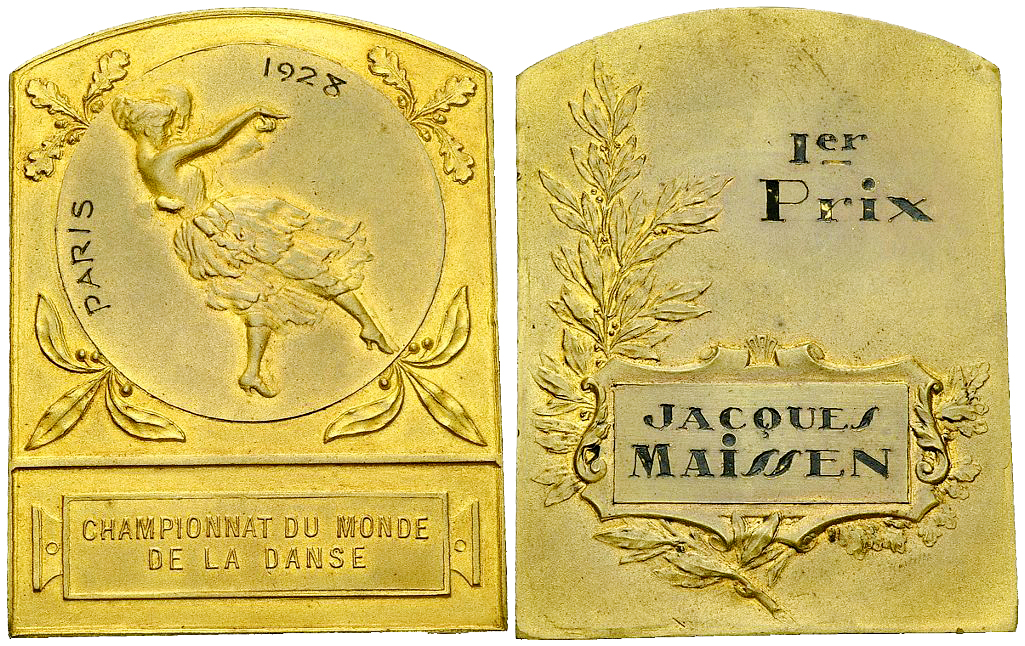 1928
PARIS
CHAMPIONNAT DU MONDE
DE LA DANSE
1er
Prix
JACQUES
MAISSEN